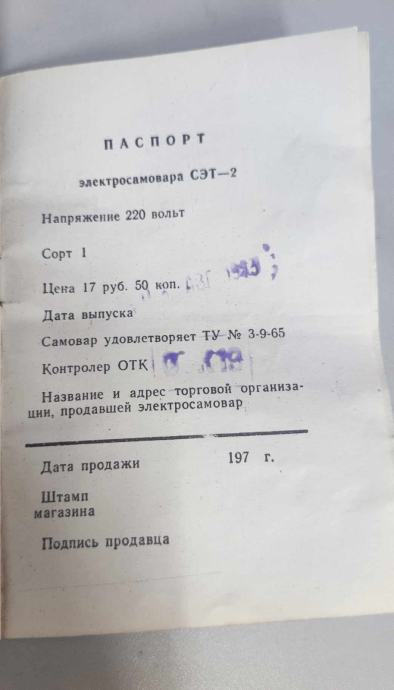 ПАСПОРТ
электросамовара СЭТ—2
Напряжение 220 вольт
Сорт 1
Цена 17 руб. 50 коп.
Дата выпуска
Самовар удовлетворяет ТУ № 3-9-65
Контролер ОТК
Название и адрес торговой организа-
ции, продавшей электросамовар
Дата продажи 197 г.
Штамп
магазина
Подпись продавца